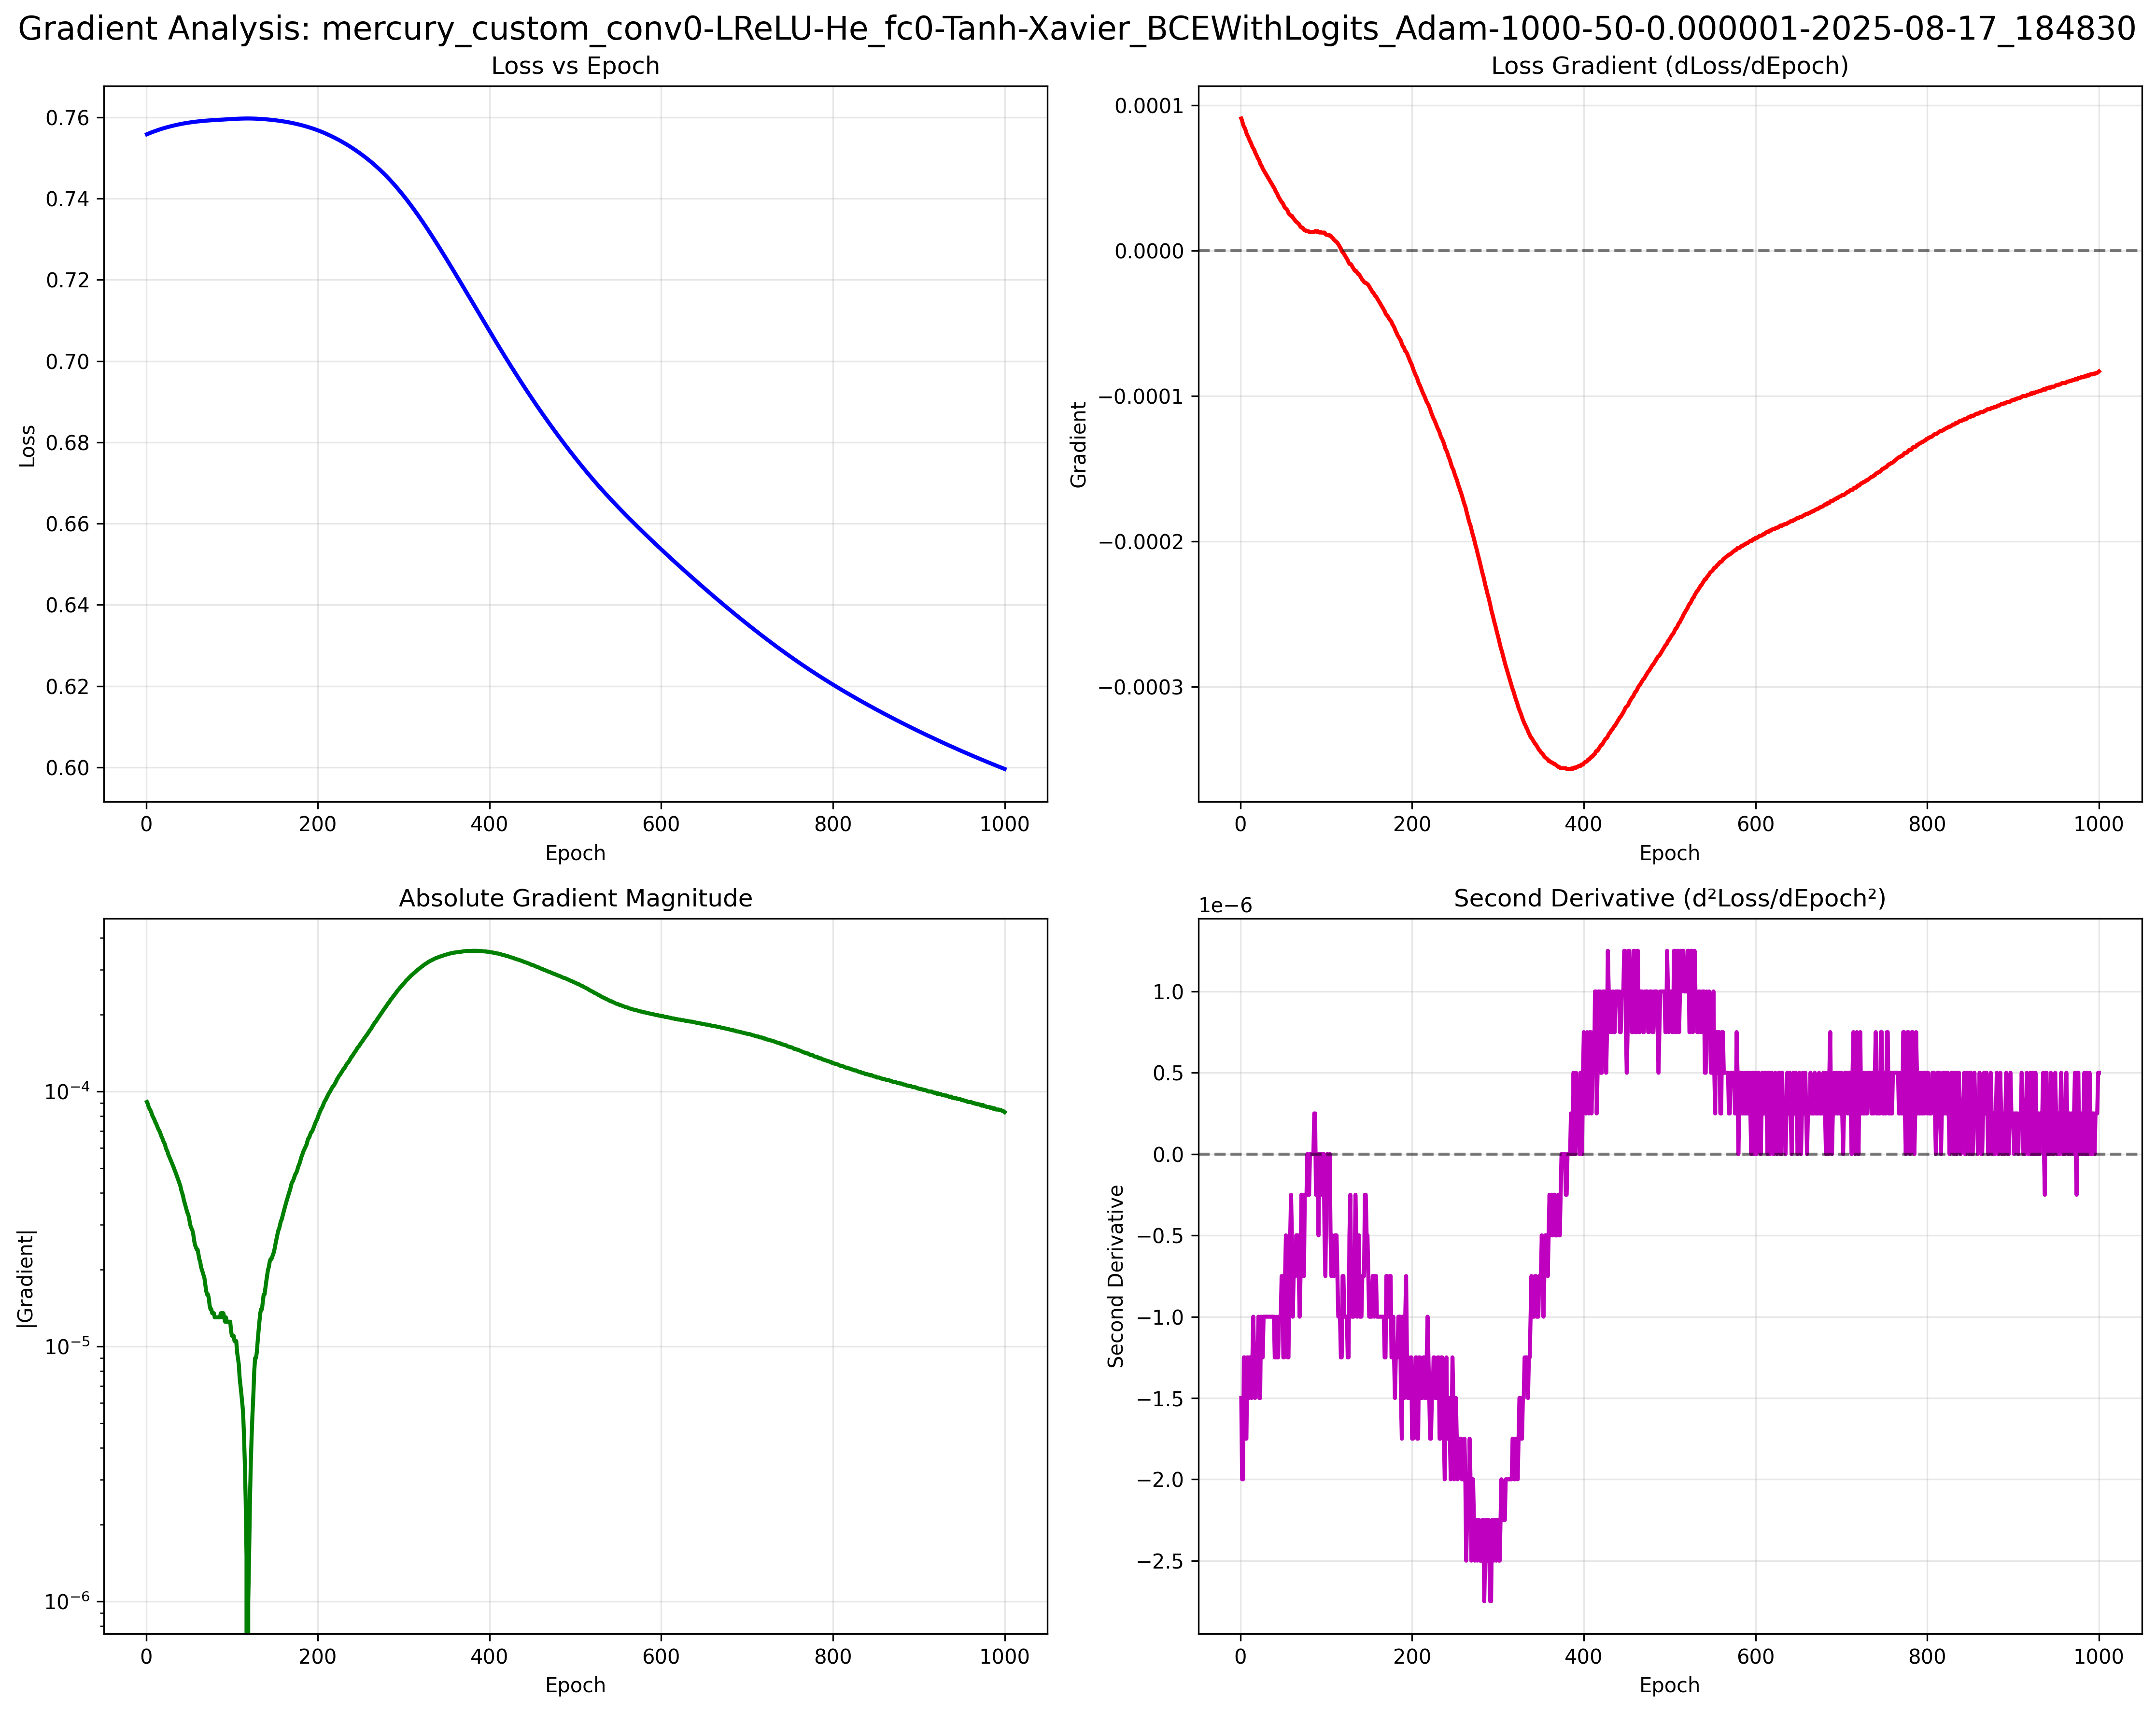 Gradient Analysis: mercury_custom_conv0-LReLU-He_fc0-Tanh-Xavier_BCEWithLogits_Adam-1000-50-0.000001-2025-08-17_184830
Loss vs Epoch
0.76
0.74
0.72
0.70
0.68
0.66
0.64
0.62
0.60
Loss
0 200 400 600 800 1000
Epoch
Loss Gradient (dLoss/dEpoch)
0.0001
0.0000
−0.0001
−0.0002
−0.0003
Gradient
0 200 400 600 800 1000
Epoch
Absolute Gradient Magnitude
10⁻⁴
10⁻⁵
10⁻⁶
|Gradient|
0 200 400 600 800 1000
Epoch
Second Derivative (d²Loss/dEpoch²)
1e−6
1.0
0.5
0.0
−0.5
−1.0
−1.5
−2.0
−2.5
Second Derivative
0 200 400 600 800 1000
Epoch